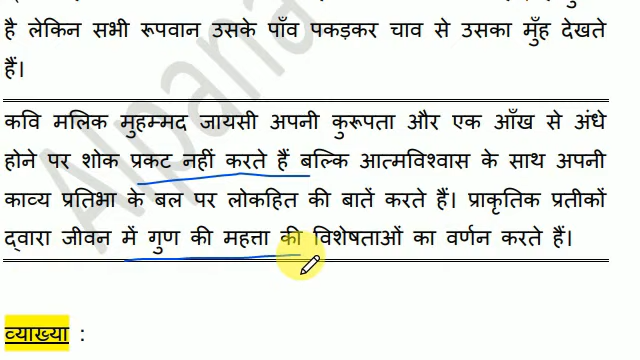 है लेकिन सभी रूपवान उसके पाँव पकड़कर चाव से उसका मुँह देखते
हैं।
कवि मलिक मुहम्मद जायसी अपनी कुरूपता और एक आँख से अंधे
होने पर शोक प्रकट नहीं करते हैं बल्कि आत्मविश्वास के साथ अपनी
काव्य प्रतिभा के बल पर लोकहित की बातें करते हैं। प्राकृतिक प्रतीकों
द्वारा जीवन में गुण की महत्ता की विशेषताओं का वर्णन करते हैं।
व्याख्या :
Alpana